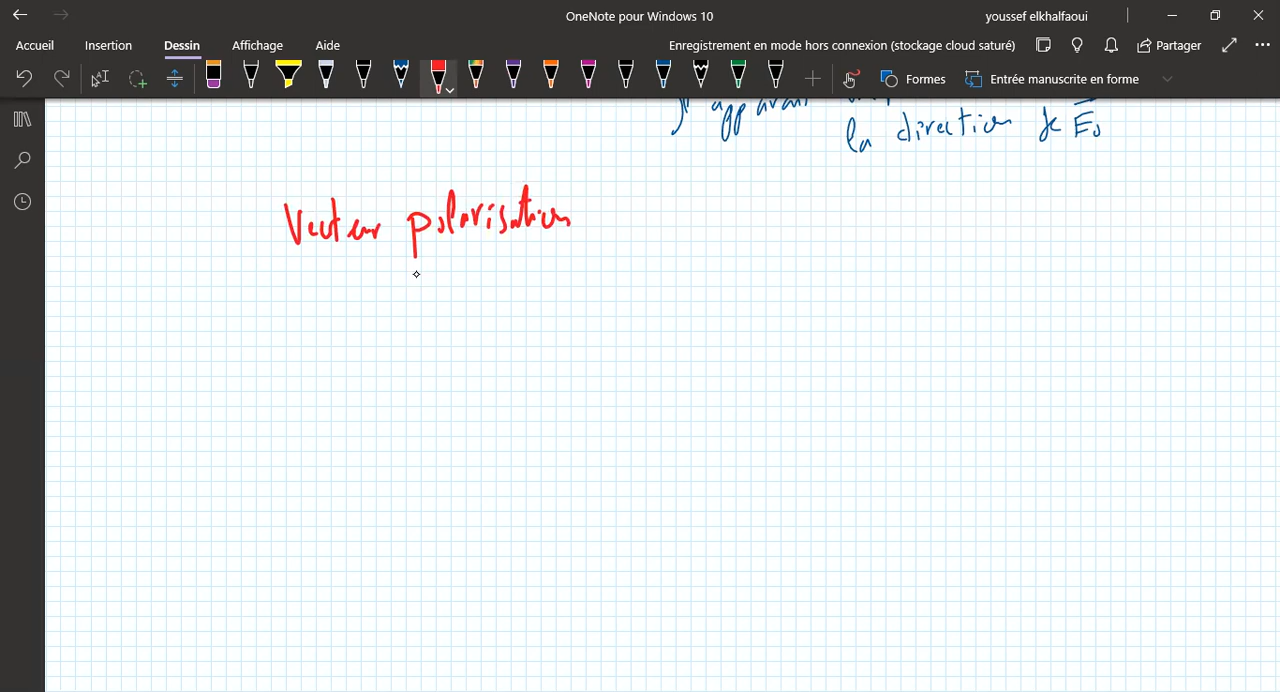 OneNote pour Windows 10
youssef elkhalfaoui
Accueil Insertion Dessin Affichage Aide
Enregistrement en mode hors connexion (stockage cloud saturé) Partager
Formes Entrée manuscrite en forme
la direction de E₀
Vecteur polarisation